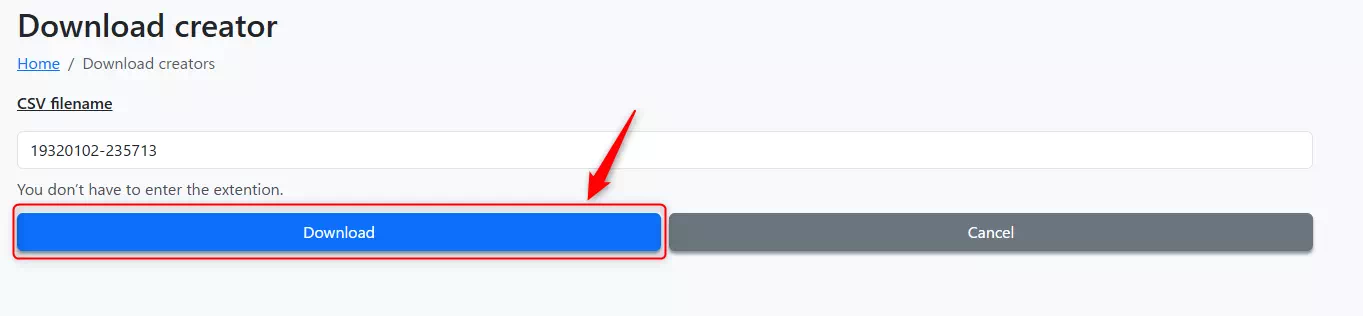 Download creator
Home / Download creators
CSV filename
19320102-235713
You don't have to enter the extention.
Download
Cancel